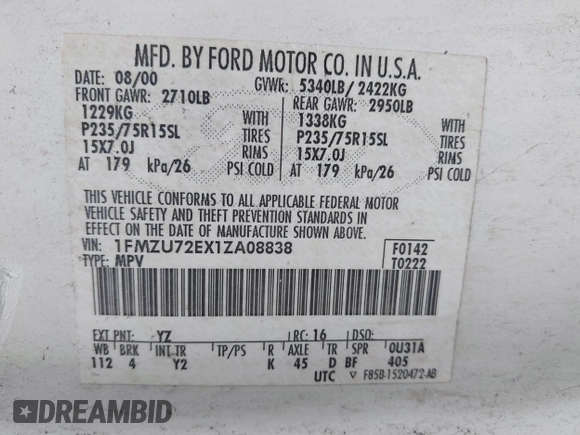 MFD. BY FORD MOTOR CO. IN U.S.A.
DATE: 08/00 GVWR: 5340LB/ 2422KG
FRONT GAWR: 2710LB REAR GAWR: 2950LB
1229KG WITH 1338KG WITH
P235/75R15SL TIRES P235/75R15SL TIRES
15X7.0J RIMS 15X7.0J RIMS
AT 179 kPa/26 PSI COLD AT 179 kPa/26 PSI COLD
THIS VEHICLE CONFORMS TO ALL APPLICABLE FEDERAL MOTOR
VEHICLE SAFETY AND THEFT PREVENTION STANDARDS IN
EFFECT ON THE DATE OF MANUFACTURE SHOWN ABOVE.
VIN: 1FMZU72EX1ZA08838 F0142
TYPE: MPV T0222
EXT PNT: YZ RC: 16 DSO:
WB BRK INT TR TP/PS R AXLE TR SPR 0U31A
112 4 Y2 K 45 D BF 405
UTC ▽ F85B-1520472-AB
DREAMBID